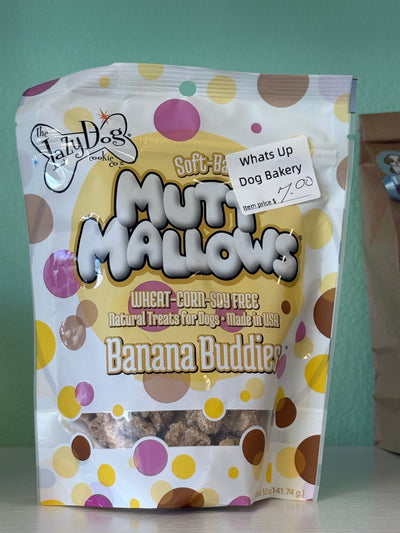 the
lazy Dog
cookie co.
Soft-Ba
Whats Up
Dog Bakery
Item price $ 7.00
MUTT
MALLOWS
WHEAT-CORN-SOY FREE
Natural Treats for Dogs • Made in USA
Banana Buddies
141.74 g.)